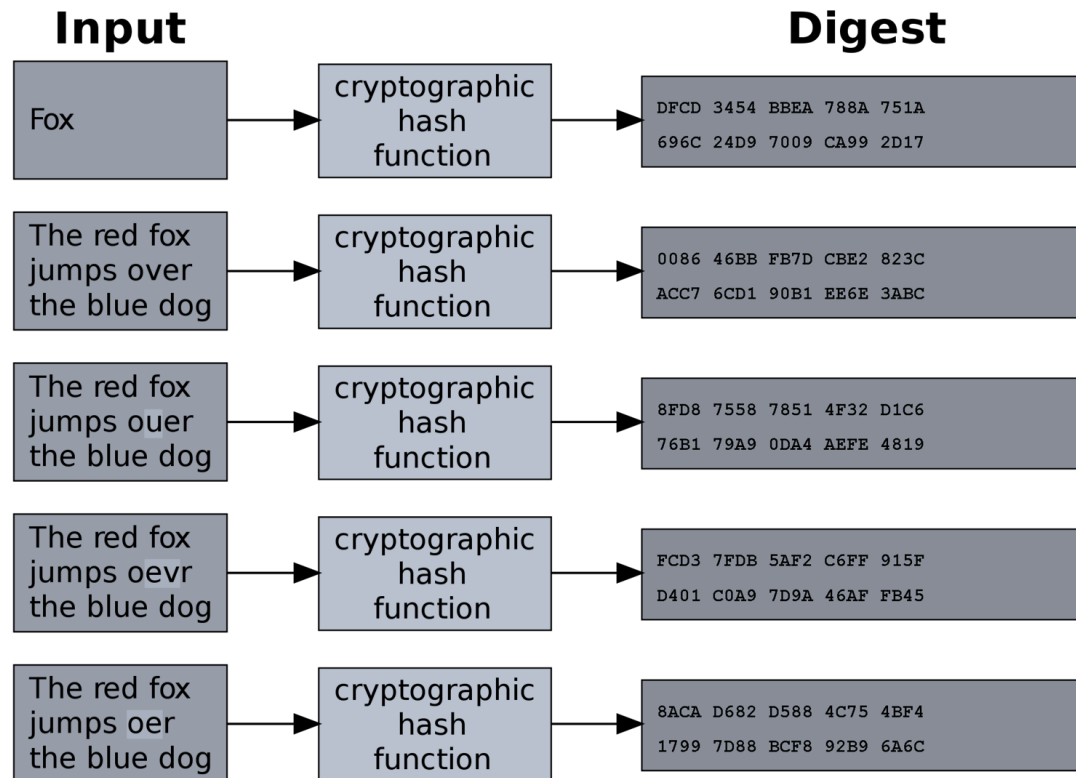 Input
Digest
Fox
cryptographic
hash
function
DFCD 3454 BBEA 788A 751A
696C 24D9 7009 CA99 2D17
The red fox
jumps over
the blue dog
cryptographic
hash
function
0086 46BB FB7D CBE2 823C
ACC7 6CD1 90B1 EE6E 3ABC
The red fox
jumps ouer
the blue dog
cryptographic
hash
function
8FD8 7558 7851 4F32 D1C6
76B1 79A9 0DA4 AEFE 4819
The red fox
jumps oevr
the blue dog
cryptographic
hash
function
FCD3 7FDB 5AF2 C6FF 915F
D401 C0A9 7D9A 46AF FB45
The red fox
jumps oer
the blue dog
cryptographic
hash
function
8ACA D682 D588 4C75 4BF4
1799 7D88 BCF8 92B9 6A6C